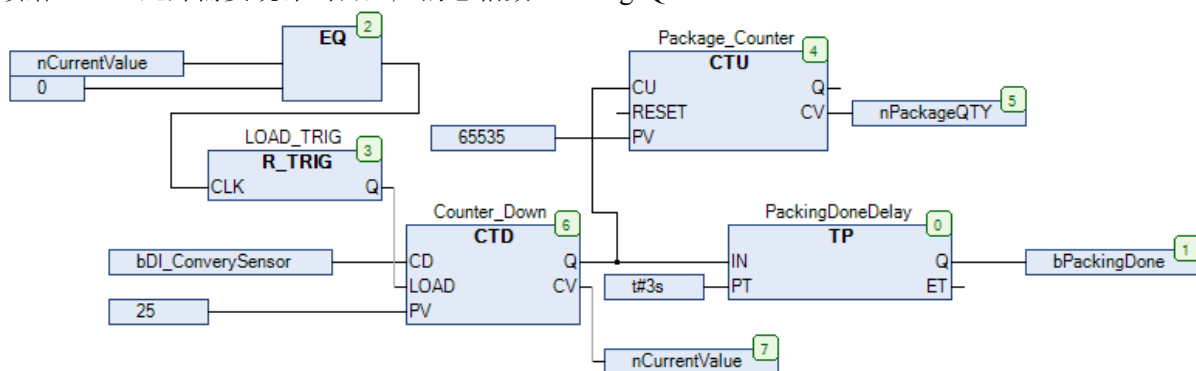 EQ 2
nCurrentValue
0
LOAD_TRIG
R_TRIG 3
CLK Q
Package_Counter
CTU 4
CU Q
RESET CV
PV
65535
nPackageQTY 5
Counter_Down
CTD 6
CD Q
LOAD CV
PV
bDI_ConverySensor
25
PackingDoneDelay
TP 0
IN Q
PT ET
t#3s
bPackingDone 1
nCurrentValue 7